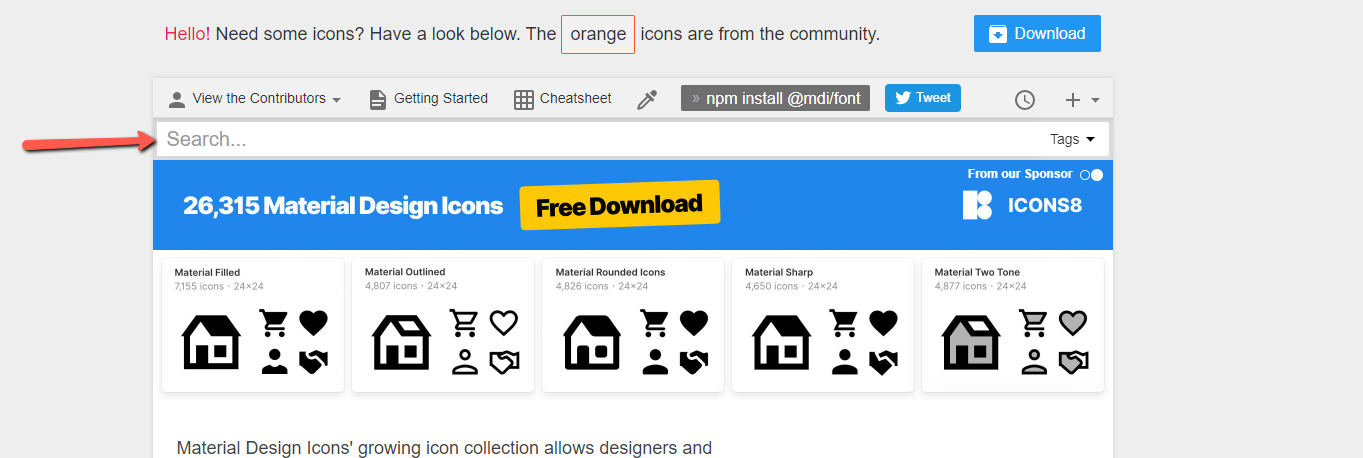 Hello! Need some icons? Have a look below. The orange icons are from the community.
Download
View the Contributors
Getting Started
Cheatsheet
» npm install @mdi/font
Tweet
Search...
Tags
From our Sponsor
26,315 Material Design Icons
Free Download
ICONS8
Material Filled
7,155 icons · 24×24
Material Outlined
4,807 icons · 24×24
Material Rounded Icons
4,826 icons · 24×24
Material Sharp
4,650 icons · 24×24
Material Two Tone
4,877 icons · 24×24
Material Design Icons' growing icon collection allows designers and